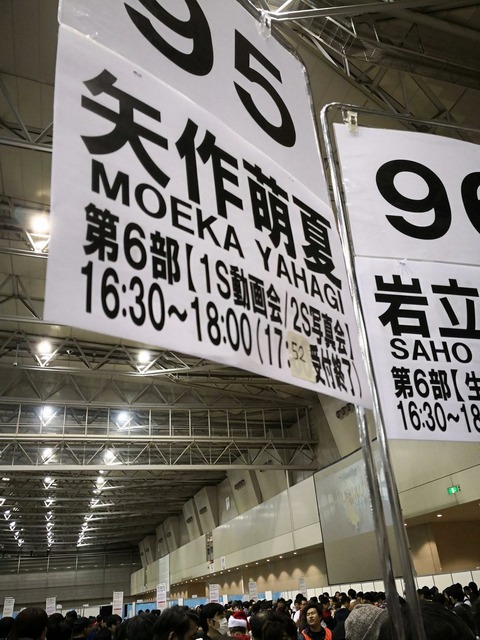 95
矢作萌夏
MOEKA YAHAGI
第6部【1S動画会/2S写真会】
16:30~18:00(17:52受付終了)
96
岩立
SAHO
第6部【生
16:30~18